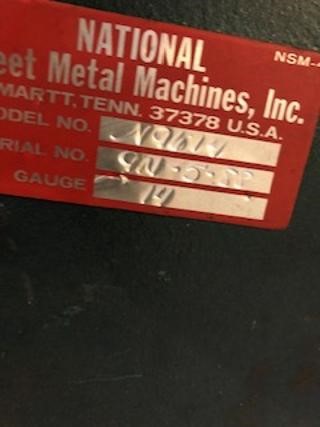 NATIONAL
NSM-
eet Metal Machines, Inc.
MARTT, TENN. 37378 U.S.A.
ODEL NO.
RIAL NO.
GAUGE 14